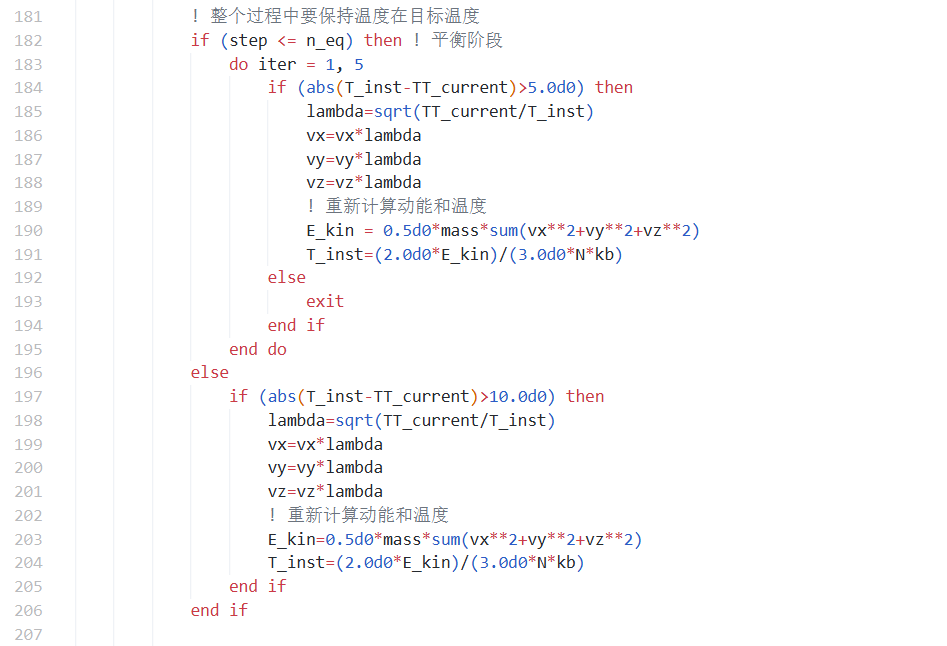 181 ! 整个过程中要保持温度在目标温度
182 if (step <= n_eq) then ! 平衡阶段
183 do iter = 1, 5
184 if (abs(T_inst-TT_current)>5.0d0) then
185 lambda=sqrt(TT_current/T_inst)
186 vx=vx*lambda
187 vy=vy*lambda
188 vz=vz*lambda
189 ! 重新计算动能和温度
190 E_kin = 0.5d0*mass*sum(vx**2+vy**2+vz**2)
191 T_inst=(2.0d0*E_kin)/(3.0d0*N*kb)
192 else
193 exit
194 end if
195 end do
196 else
197 if (abs(T_inst-TT_current)>10.0d0) then
198 lambda=sqrt(TT_current/T_inst)
199 vx=vx*lambda
200 vy=vy*lambda
201 vz=vz*lambda
202 ! 重新计算动能和温度
203 E_kin=0.5d0*mass*sum(vx**2+vy**2+vz**2)
204 T_inst=(2.0d0*E_kin)/(3.0d0*N*kb)
205 end if
206 end if
207